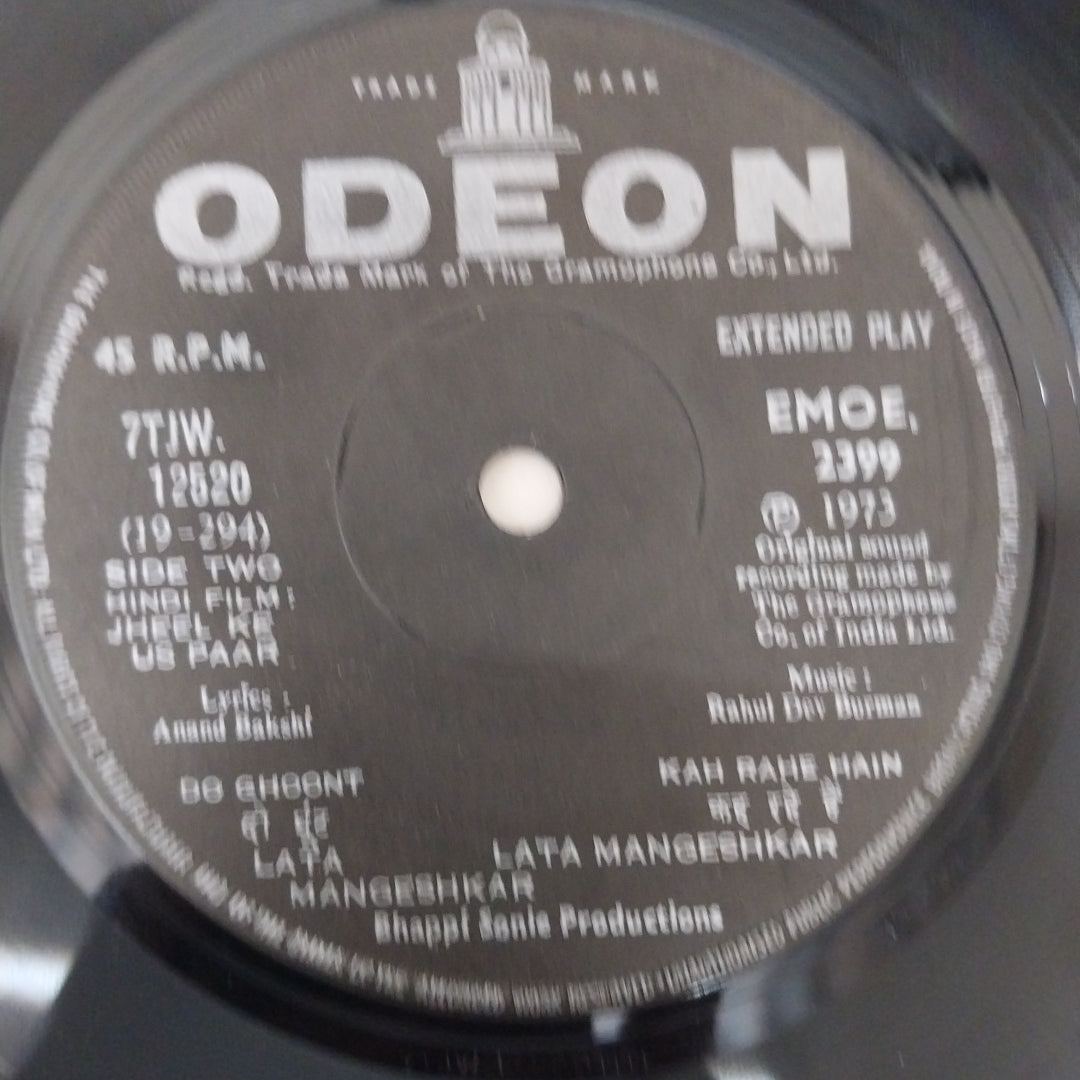 TRADE MARK
ODEON
Regd. Trade Mark of The Gramophone Co., Ltd.
45 R.P.M.
EXTENDED PLAY
7TJW.
12520
(19-294)
SIDE TWO
HINDI FILM:
JHEEL KE
US PAAR
Lyrics:
Anand Bakshi
EMOE.
2399
Ⓟ 1973
Original sound
recording made by
The Gramophone
Co. of India Ltd.
Music:
Rahul Dev Burman
DO GHOONT
दो घूंट
LATA
MANGESHKAR
KAH RAHE HAIN
कह रहे हैं
LATA MANGESHKAR
Bhappi Sonie Productions